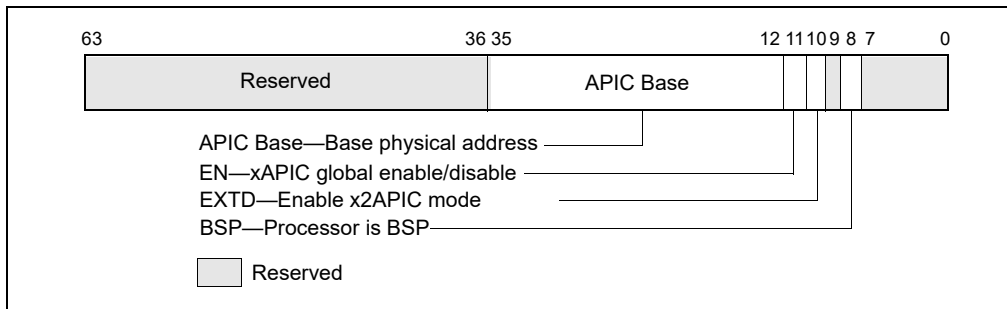 63 36 35 12 11 10 9 8 7 0
Reserved APIC Base
APIC Base—Base physical address
EN—xAPIC global enable/disable
EXTD—Enable x2APIC mode
BSP—Processor is BSP
Reserved